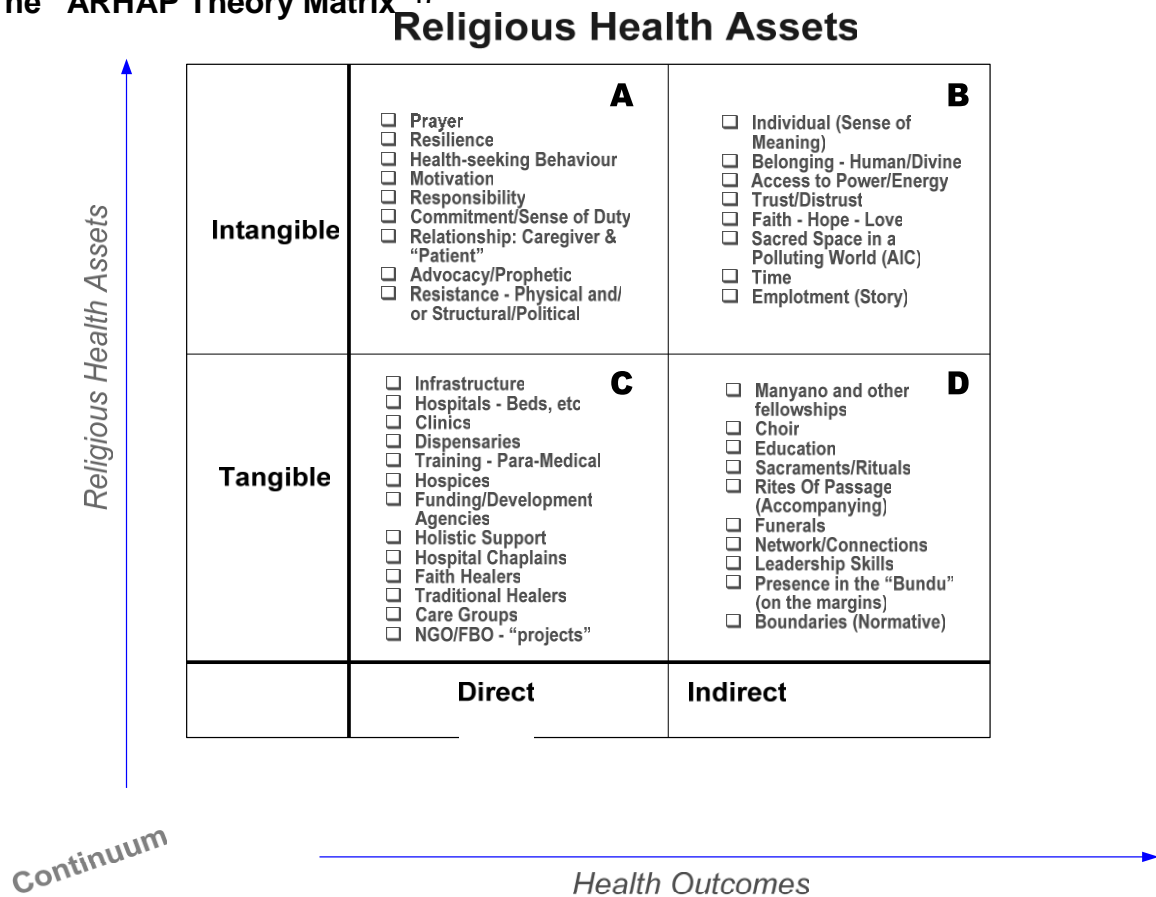 "ARHAP Theory Matrix
Religious Health Assets
Religious Health Assets
Intangible
A
❑ Prayer
❑ Resilience
❑ Health-seeking Behaviour
❑ Motivation
❑ Responsibility
❑ Commitment/Sense of Duty
❑ Relationship: Caregiver &
“Patient”
❑ Advocacy/Prophetic
❑ Resistance - Physical and/
or Structural/Political
B
❑ Individual (Sense of
Meaning)
❑ Belonging - Human/Divine
❑ Access to Power/Energy
❑ Trust/Distrust
❑ Faith - Hope - Love
❑ Sacred Space in a
Polluting World (AIC)
❑ Time
❑ Emplotment (Story)
Tangible
C
❑ Infrastructure
❑ Hospitals - Beds, etc
❑ Clinics
❑ Dispensaries
❑ Training - Para-Medical
❑ Hospices
❑ Funding/Development
Agencies
❑ Holistic Support
❑ Hospital Chaplains
❑ Faith Healers
❑ Traditional Healers
❑ Care Groups
❑ NGO/FBO - “projects”
D
❑ Manyano and other
fellowships
❑ Choir
❑ Education
❑ Sacraments/Rituals
❑ Rites Of Passage
(Accompanying)
❑ Funerals
❑ Network/Connections
❑ Leadership Skills
❑ Presence in the “Bundu”
(on the margins)
❑ Boundaries (Normative)
Direct
Indirect
Continuum
Health Outcomes